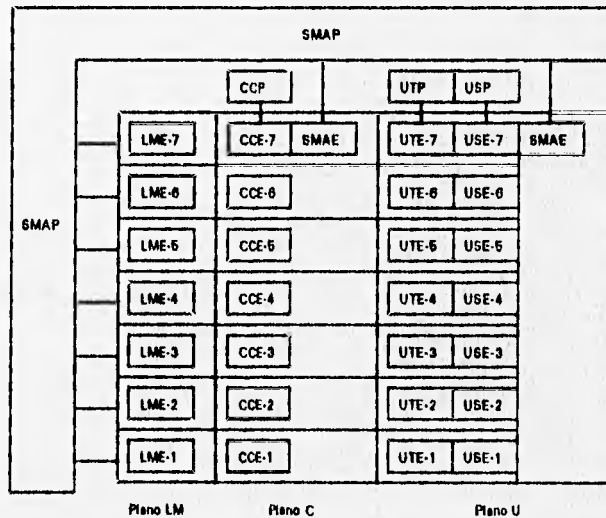 SMAP
CCP UTP USP
LME-7 CCE-7 SMAE UTE-7 USE-7 SMAE
LME-6 CCE-6 UTE-6 USE-6
SMAP
LME-5 CCE-5 UTE-5 USE-5
LME-4 CCE-4 UTE-4 USE-4
LME-3 CCE-3 UTE-3 USE-3
LME-2 CCE-2 UTE-2 USE-2
LME-1 CCE-1 UTE-1 USE-1
Plano LM Plano C Plano U